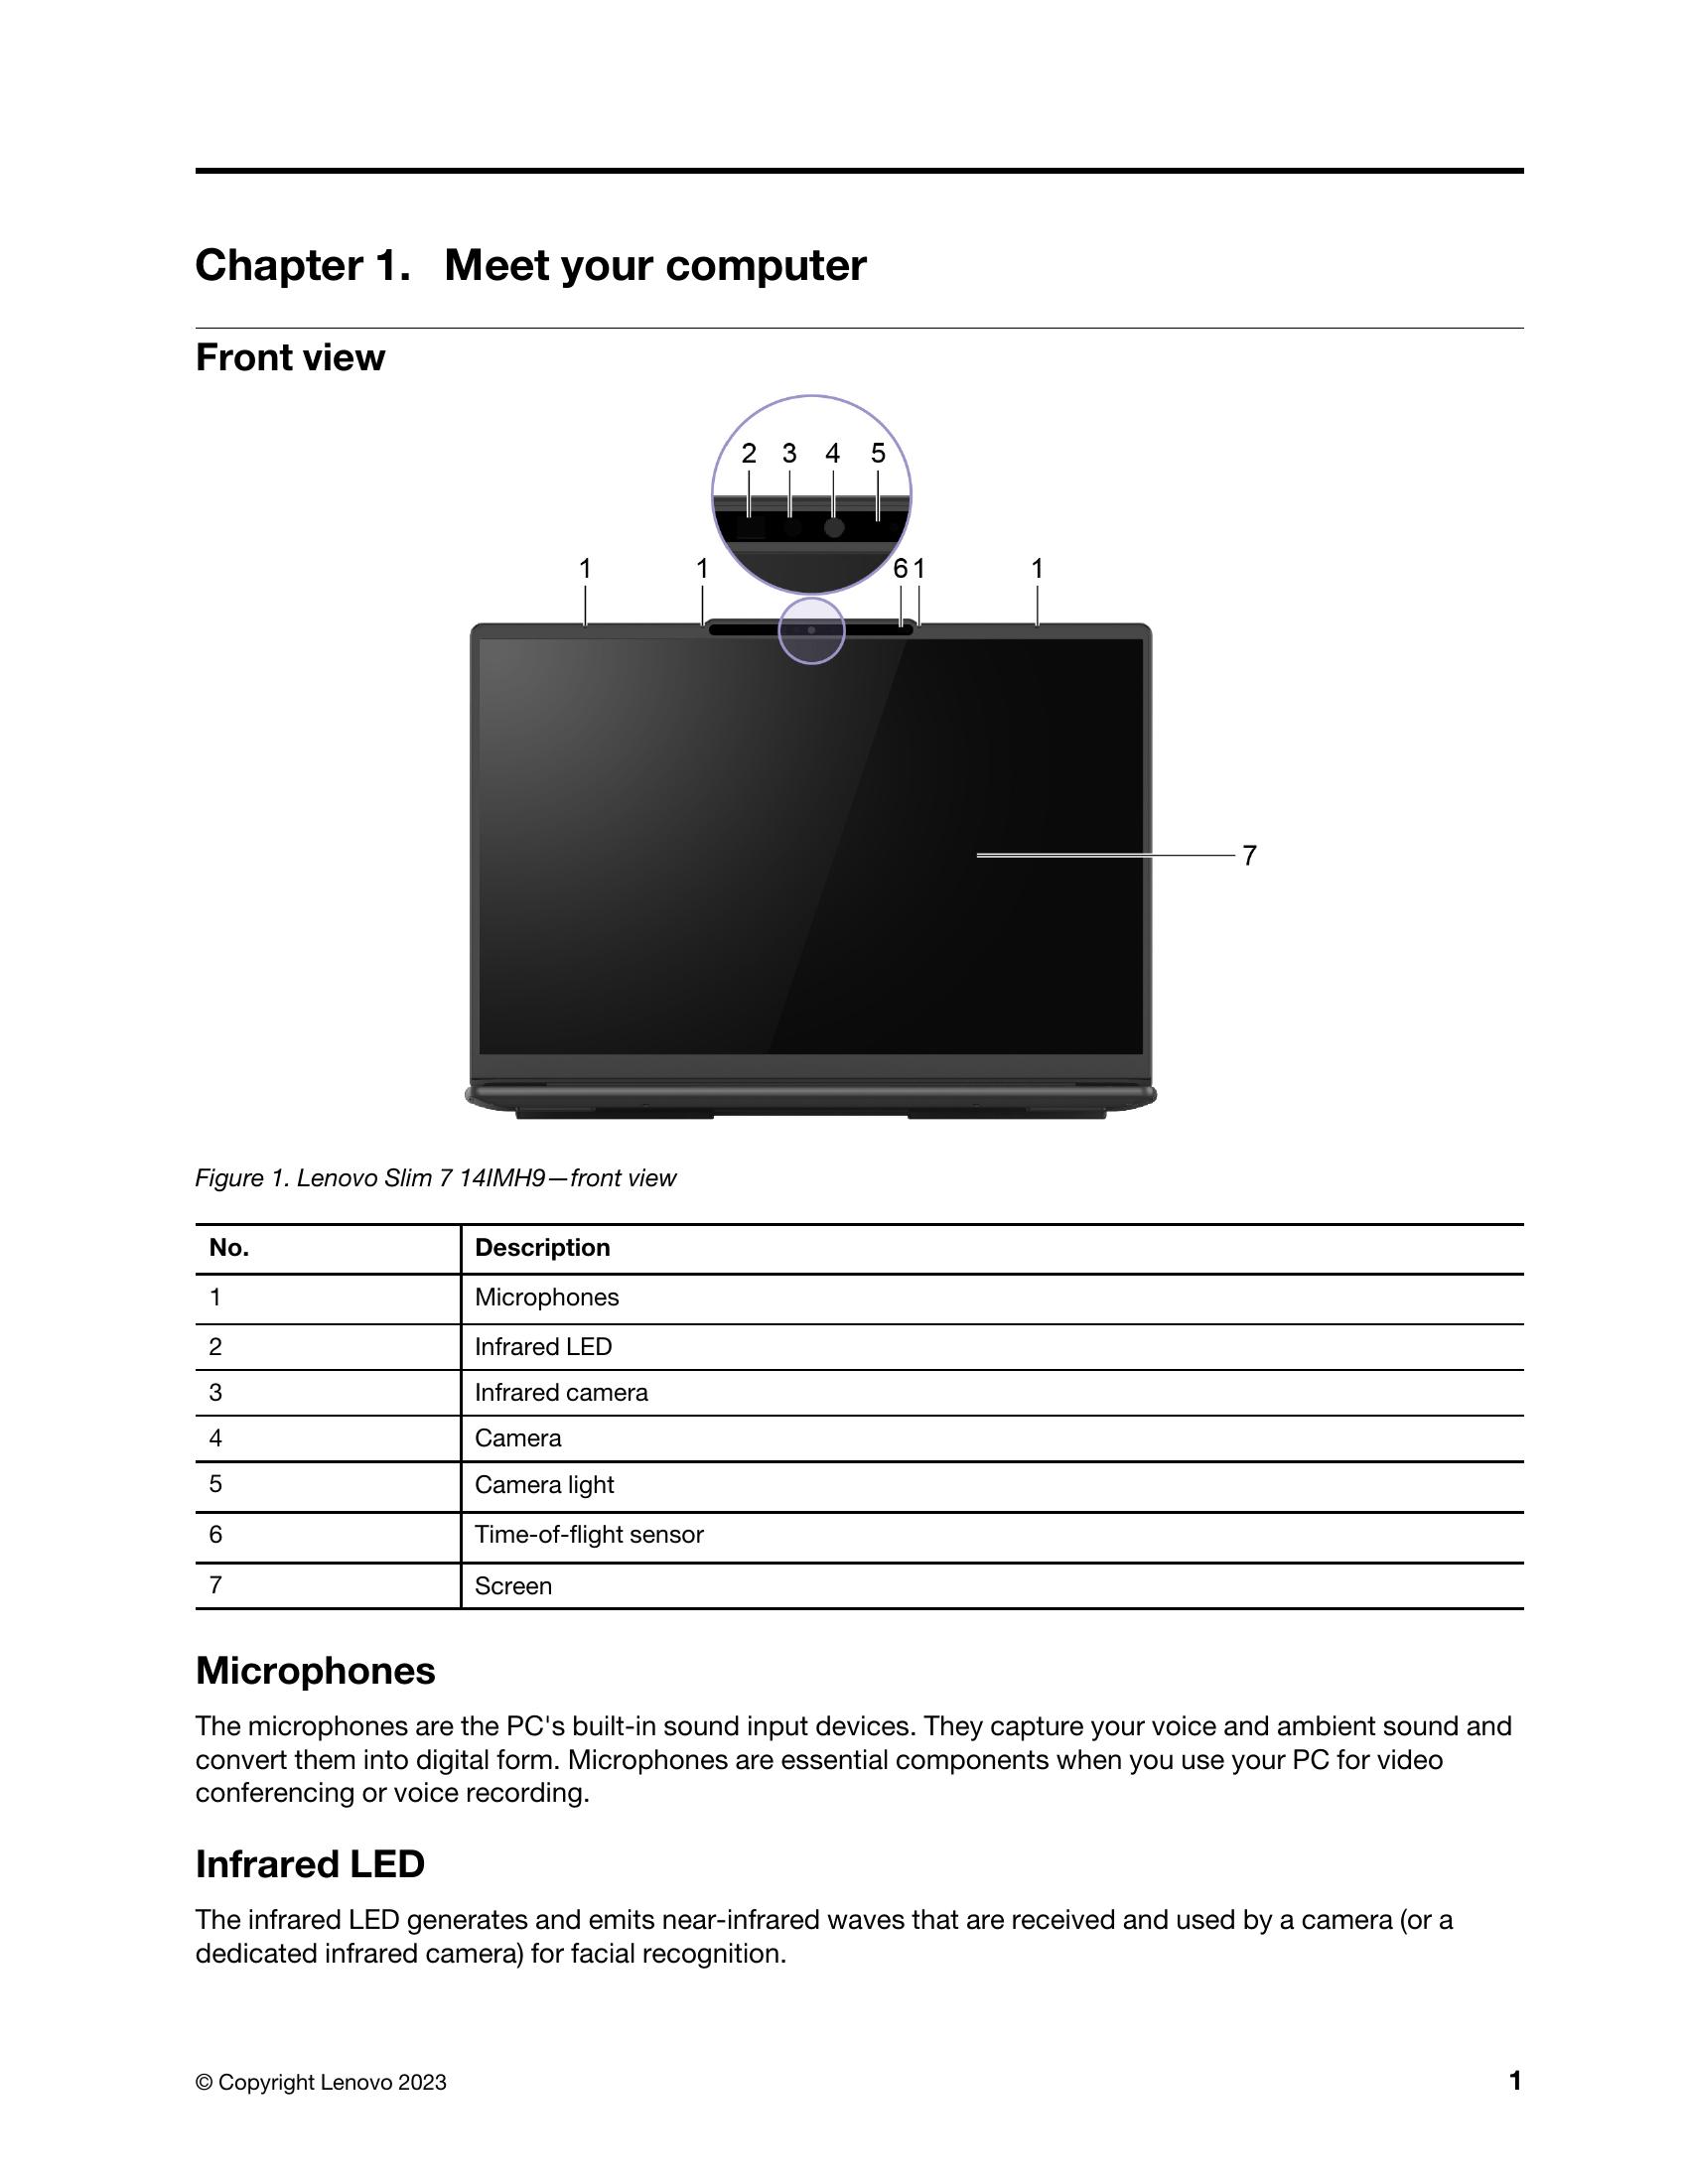 Chapter 1. Meet your computer
Front view
2 3 4 5
1 1 6 1 1
7
Figure 1. Lenovo Slim 7 14IMH9—front view
No. Description
1 Microphones
2 Infrared LED
3 Infrared camera
4 Camera
5 Camera light
6 Time-of-flight sensor
7 Screen
Microphones
The microphones are the PC's built-in sound input devices. They capture your voice and ambient sound and
convert them into digital form. Microphones are essential components when you use your PC for video
conferencing or voice recording.
Infrared LED
The infrared LED generates and emits near-infrared waves that are received and used by a camera (or a
dedicated infrared camera) for facial recognition.
© Copyright Lenovo 2023 1